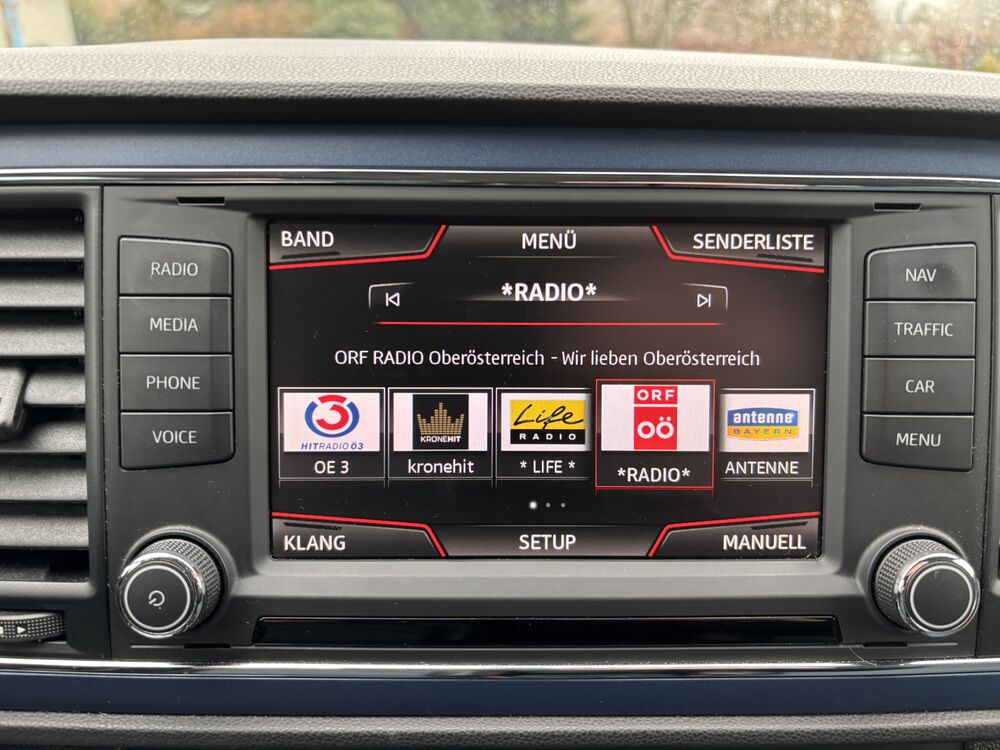 BAND
MENÜ
SENDERLISTE
*RADIO*
ORF RADIO Oberösterreich - Wir lieben Oberösterreich
3
HITRADIO Ö3
KRONEHIT
Life
RADIO
ORF
OÖ
antenne
BAYERN
OE 3
kronehit
* LIFE *
*RADIO*
ANTENNE
KLANG
SETUP
MANUELL
RADIO
MEDIA
PHONE
VOICE
NAV
TRAFFIC
CAR
MENU